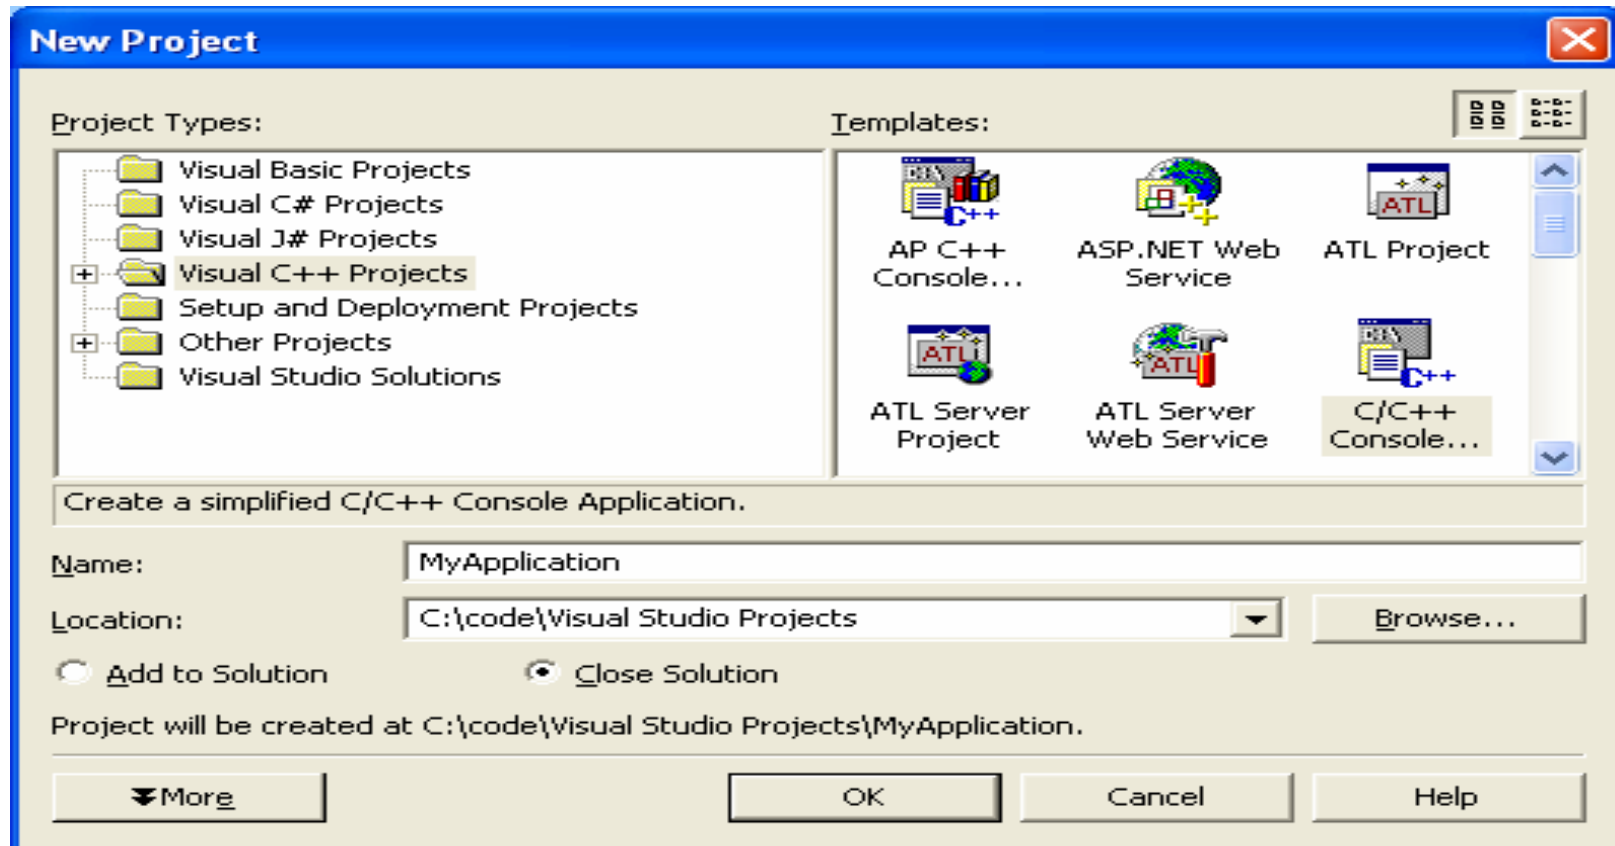 New Project
Project Types:
Templates:
Visual Basic Projects
Visual C# Projects
Visual J# Projects
Visual C++ Projects
Setup and Deployment Projects
Other Projects
Visual Studio Solutions
C++
AP C++
Console...
ASP.NET Web
Service
ATL
ATL Project
ATL
ATL Server
Project
ATL
ATL Server
Web Service
C++
C/C++
Console...
Create a simplified C/C++ Console Application.
Name:
MyApplication
Location:
C:\code\Visual Studio Projects
Browse...
Add to Solution
Close Solution
Project will be created at C:\code\Visual Studio Projects\MyApplication.
More
OK
Cancel
Help